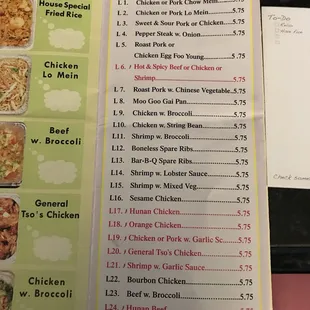 House Special
Fried Rice
Chicken
Lo Mein
Beef
w. Broccoli
General
Tso's Chicken
Chicken
w. Broccoli
L 1. Chicken or Pork Chow Mein 5.75
L 2. Chicken or Pork Lo Mein 5.75
L 3. Sweet & Sour Pork or Chicken 5.75
L 4. Pepper Steak w. Onion 5.75
L 5. Roast Pork or
Chicken Egg Foo Young 5.75
L 6. Hot & Spicy Beef or Chicken or
Shrimp 5.75
L 7. Roast Pork w. Chinese Vegetable 5.75
L 8. Moo Goo Gai Pan 5.75
L 9. Chicken w. Broccoli 5.75
L10. Chicken w. String Bean 5.75
L11. Shrimp w. Broccoli 5.75
L12. Boneless Spare Ribs 5.75
L13. Bar-B-Q Spare Ribs 5.75
L14. Shrimp w. Lobster Sauce 5.75
L15. Shrimp w. Mixed Veg. 5.75
L16. Sesame Chicken 5.75
L17. Hunan Chicken 5.75
L18. Orange Chicken 5.75
L19. Chicken or Pork w. Garlic Sc. 5.75
L20. General Tso's Chicken 5.75
L21. Shrimp w. Garlic Sauce 5.75
L22. Bourbon Chicken 5.75
L23. Beef w. Broccoli 5.75
L24. Hunan Beef
To-Do